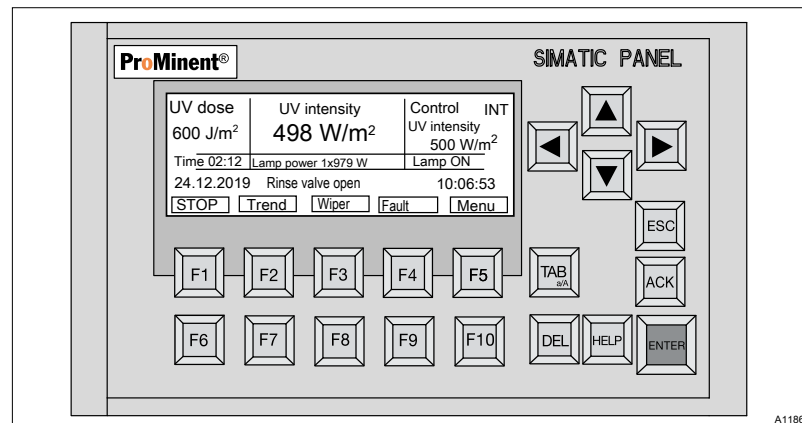 ProMinent®
SIMATIC PANEL
UV dose UV intensity Control INT
600 J/m² 498 W/m² UV intensity
500 W/m²
Time 02:12 Lamp power 1x979 W Lamp ON
24.12.2019 Rinse valve open 10:06:53
STOP Trend Wiper Fault Menu
ESC
F1 F2 F3 F4 F5 TAB a/A ACK
F6 F7 F8 F9 F10 DEL HELP ENTER
A1186